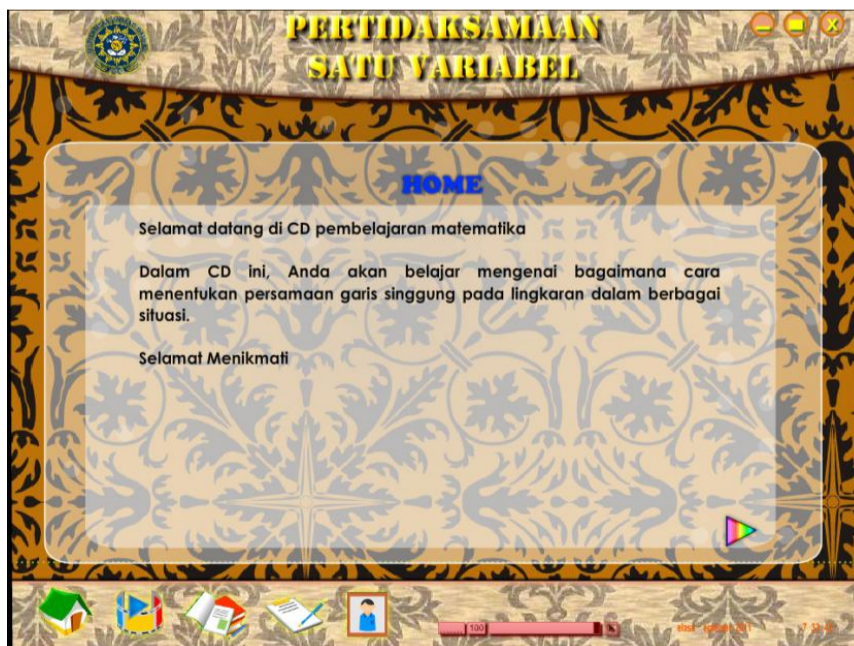 PERTIDAKSAMAAN
SATU VARIABEL
HOME
Selamat datang di CD pembelajaran matematika
Dalam CD ini, Anda akan belajar mengenai bagaimana cara
menentukan persamaan garis singgung pada lingkaran dalam berbagai
situasi.
Selamat Menikmati
100